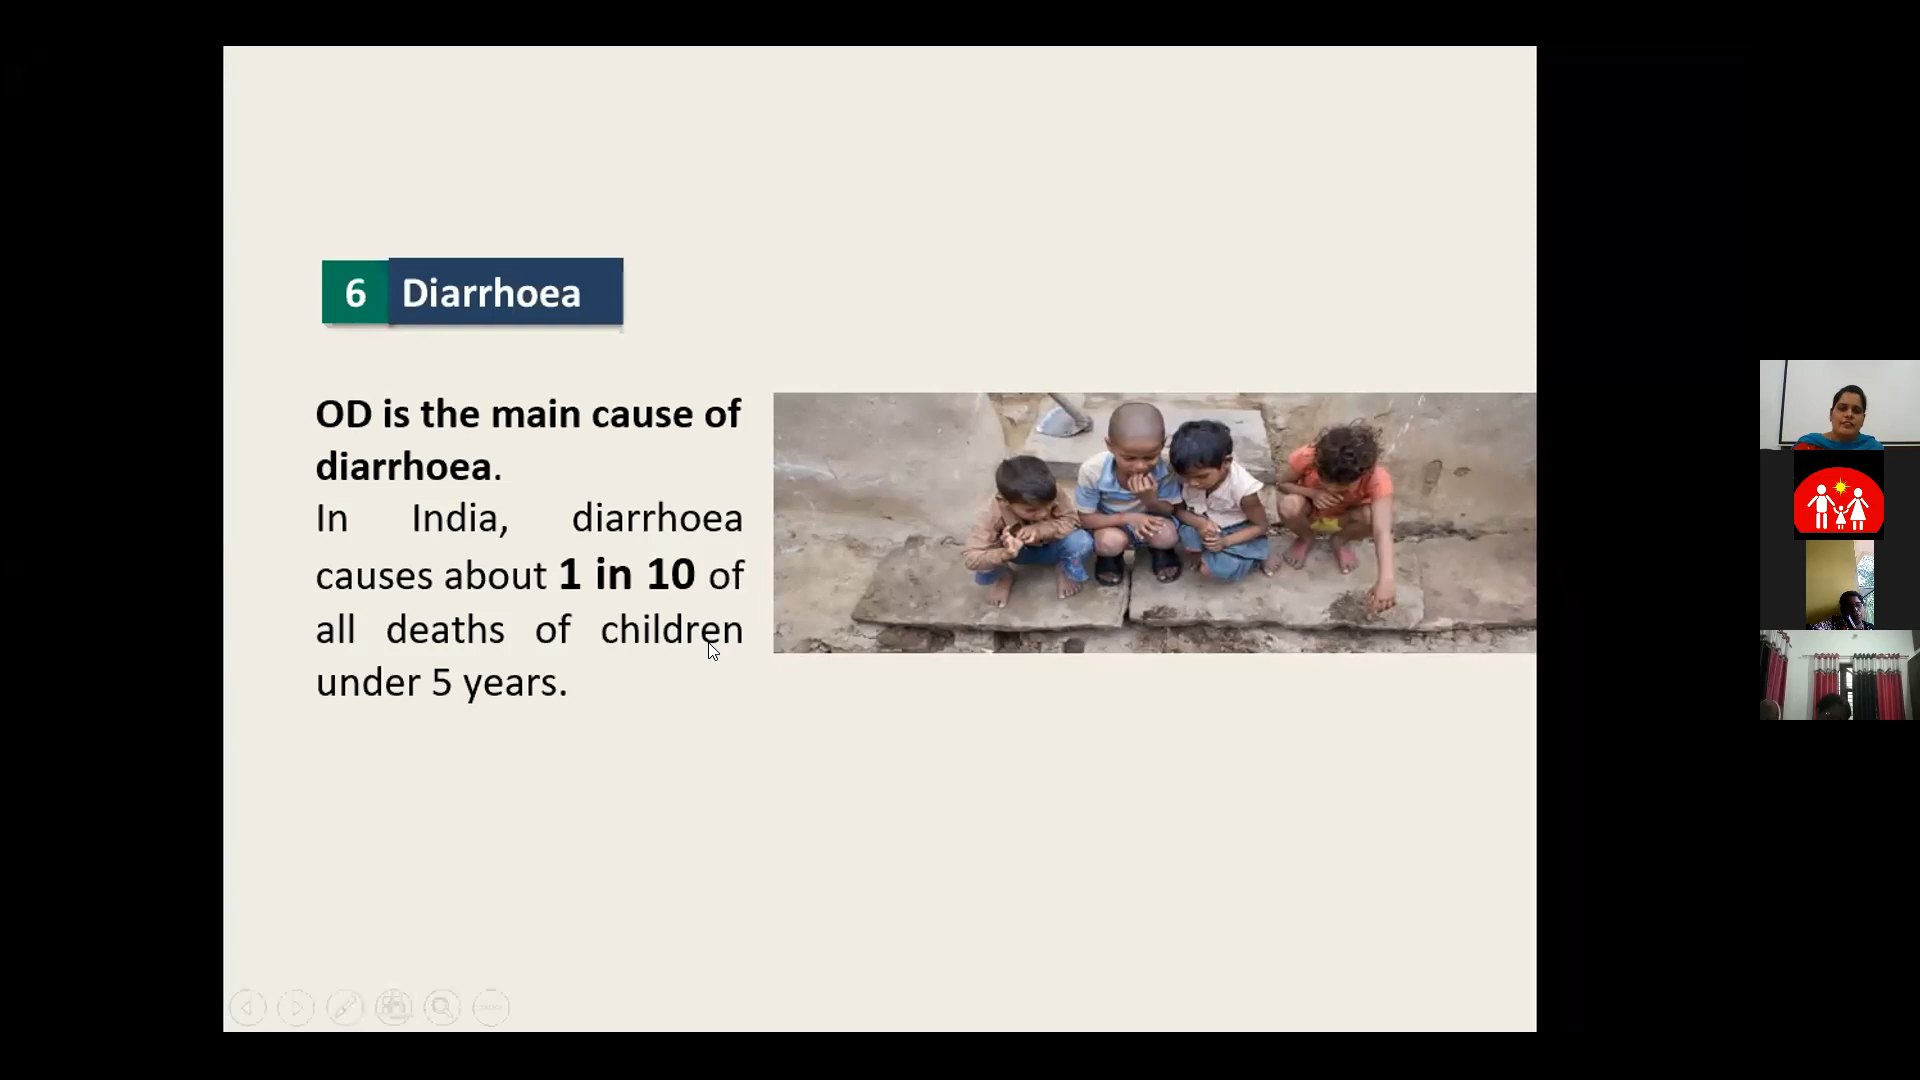 6 Diarrhoea
OD is the main cause of
diarrhoea.
In India, diarrhoea
causes about 1 in 10 of
all deaths of children
under 5 years.